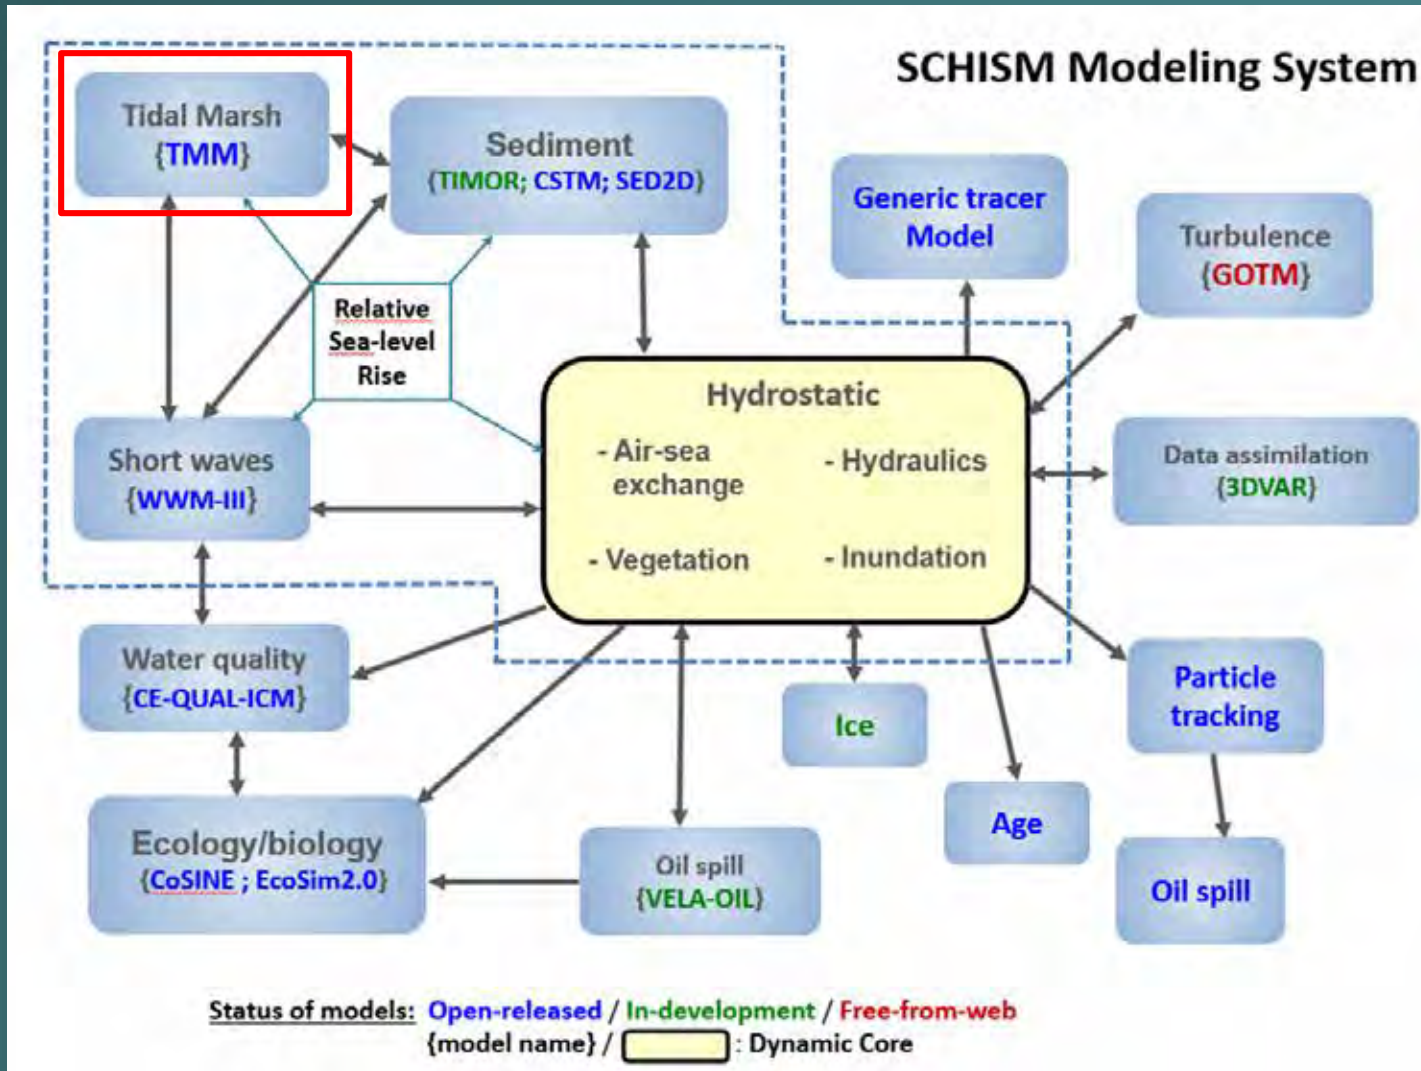 SCHISM Modeling System
Tidal Marsh
{TMM}
Sediment
{TIMOR; CSTM; SED2D}
Generic tracer
Model
Turbulence
{GOTM}
Relative
Sea-level
Rise
Hydrostatic
- Air-sea
exchange
- Hydraulics
- Vegetation
- Inundation
Short waves
{WWM-III}
Data assimilation
{3DVAR}
Water quality
{CE-QUAL-ICM}
Ice
Particle
tracking
Age
Ecology/biology
{CoSINE ; EcoSim2.0}
Oil spill
{VELA-OIL}
Oil spill
Status of models: Open-released / In-development / Free-from-web
{model name} / : Dynamic Core